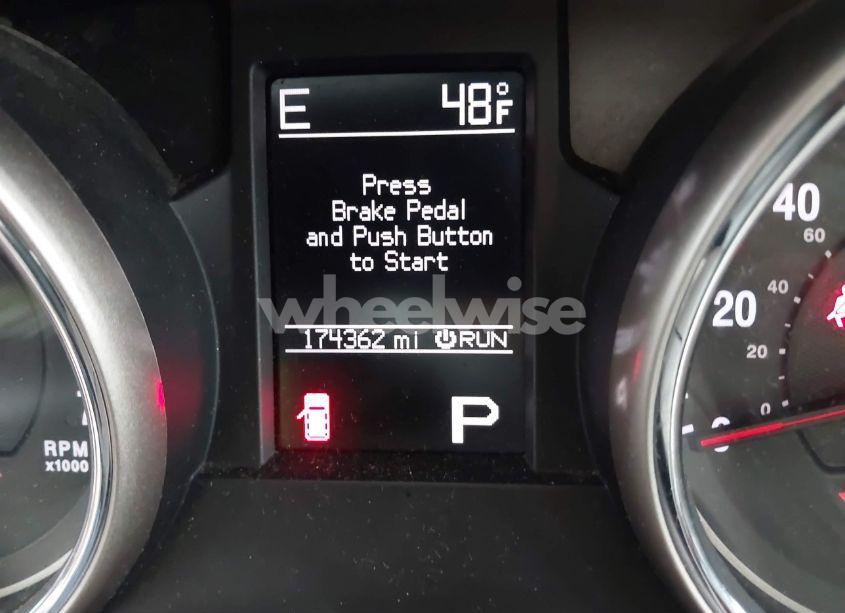 E 48°F
Press
Brake Pedal
and Push Button
to Start
wheelwise
174362 mi RUN
P
RPM
x1000
40
60
20
40
20
0
0